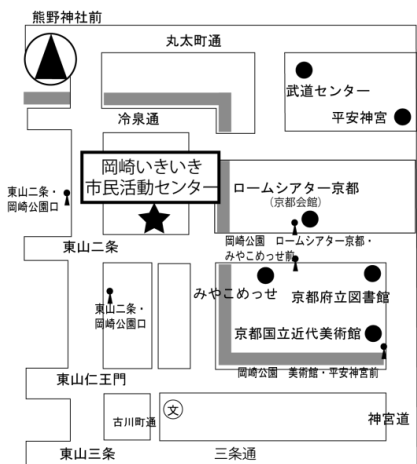 熊野神社前
丸太町通
武道センター
平安神宮
冷泉通
岡崎いきいき
市民活動センター
ロームシアター京都
(京都会館)
東山二条・
岡崎公園口
岡崎公園 ロームシアター京都・
みやこめっせ前
東山二条
みやこめっせ
京都府立図書館
東山二条・
岡崎公園口
京都国立近代美術館
岡崎公園 美術館・平安神宮前
東山仁王門
古川町通
文
神宮道
東山三条
三条通